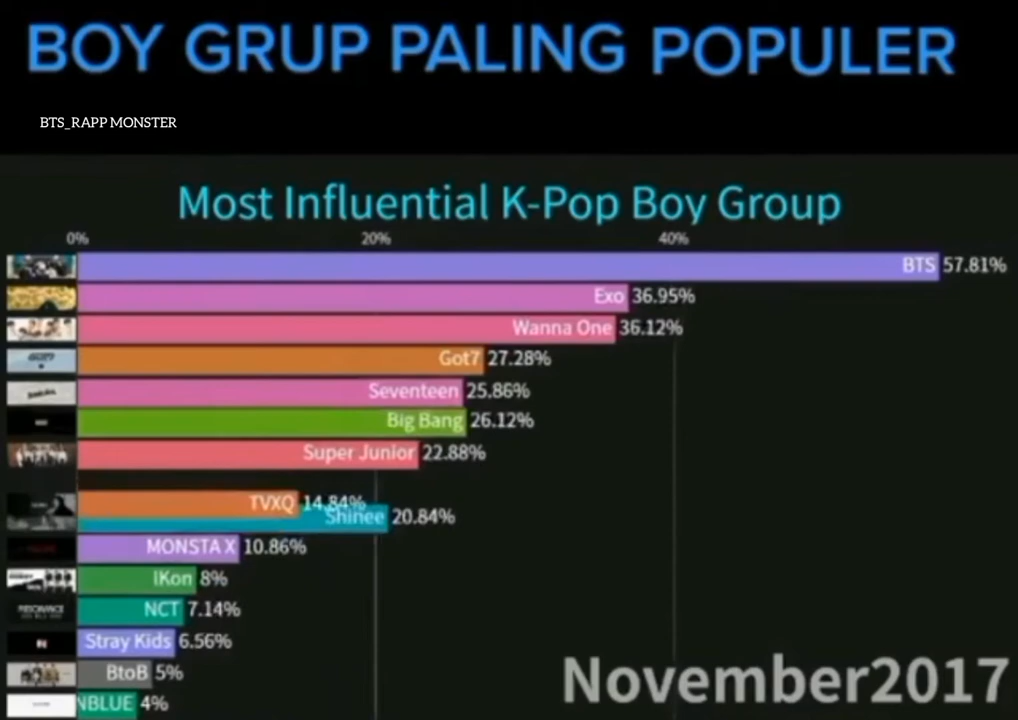 BOY GRUP PALING POPULER
BTS_RAPP MONSTER
Most Influential K-Pop Boy Group
0% 20% 40%
BTS 57.81%
Exo 36.95%
Wanna One 36.12%
Got7 27.28%
Seventeen 25.86%
Big Bang 26.12%
Super Junior 22.88%
TVXQ 14.84%
Shinee 20.84%
MONSTA X 10.86%
IKon 8%
NCT 7.14%
Stray Kids 6.56%
BtoB 5%
NBLUE 4%
November2017